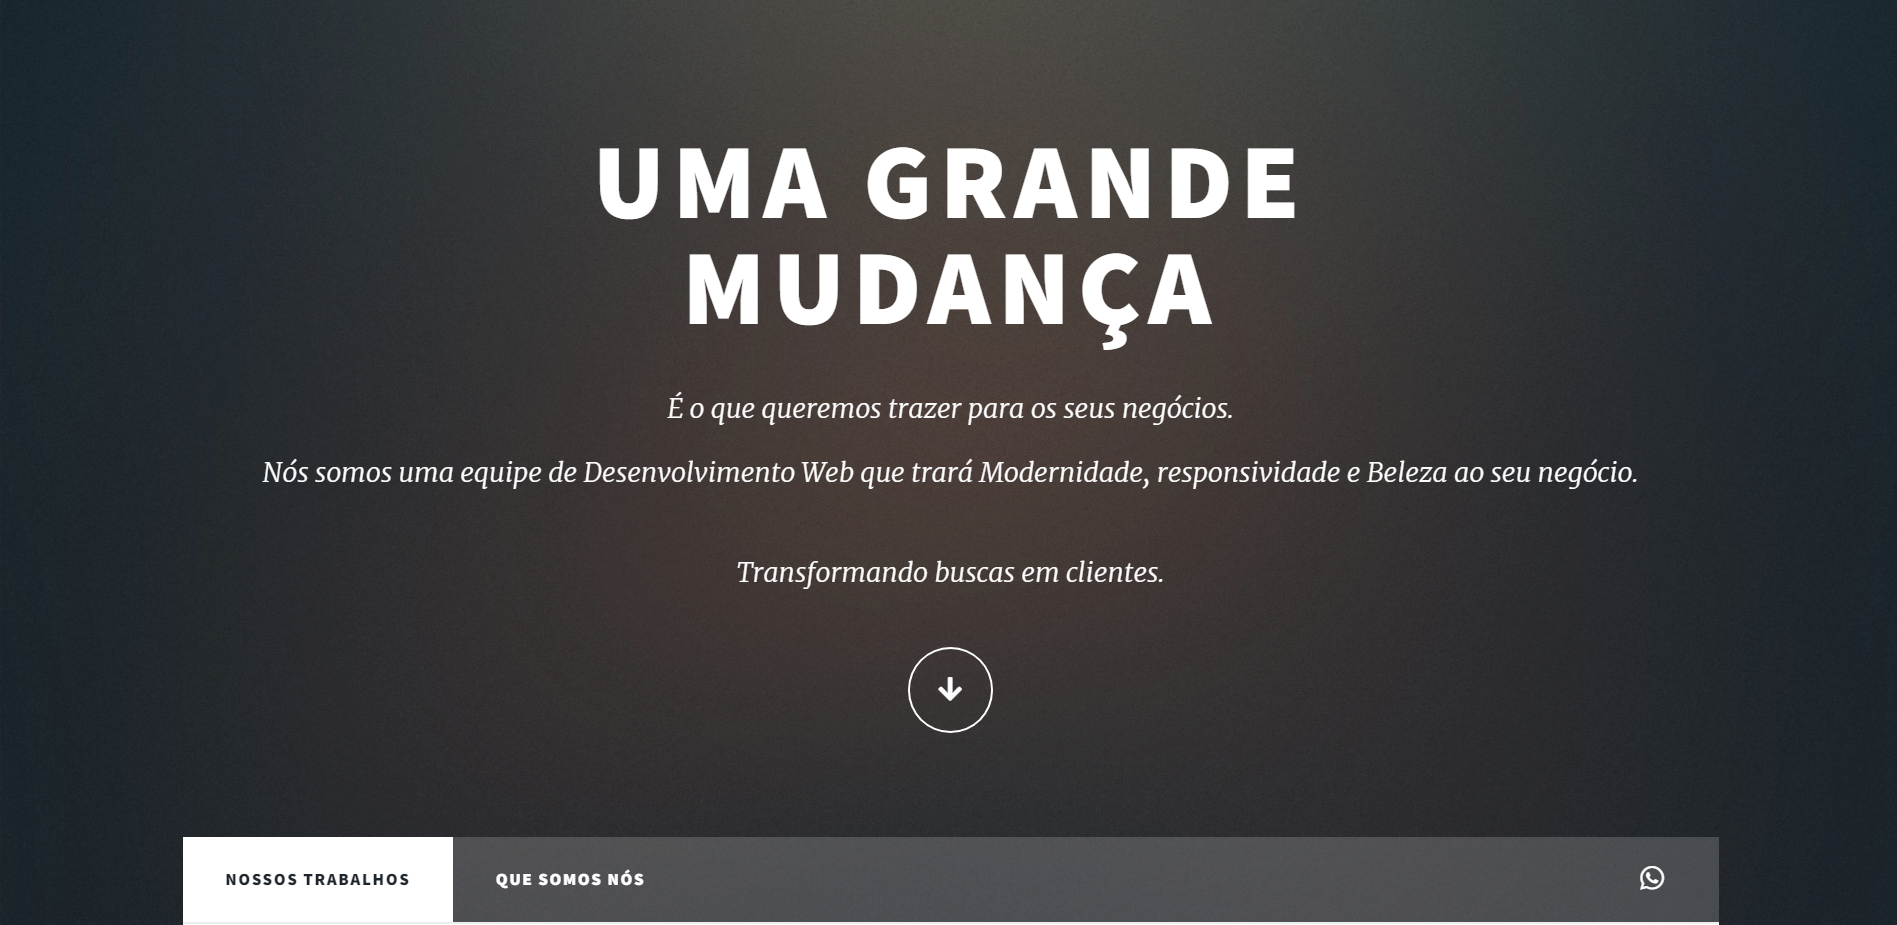 UMA GRANDE
MUDANÇA
É o que queremos trazer para os seus negócios.
Nós somos uma equipe de Desenvolvimento Web que trará Modernidade, responsividade e Beleza ao seu negócio.
Transformando buscas em clientes.
NOSSOS TRABALHOS
QUE SOMOS NÓS